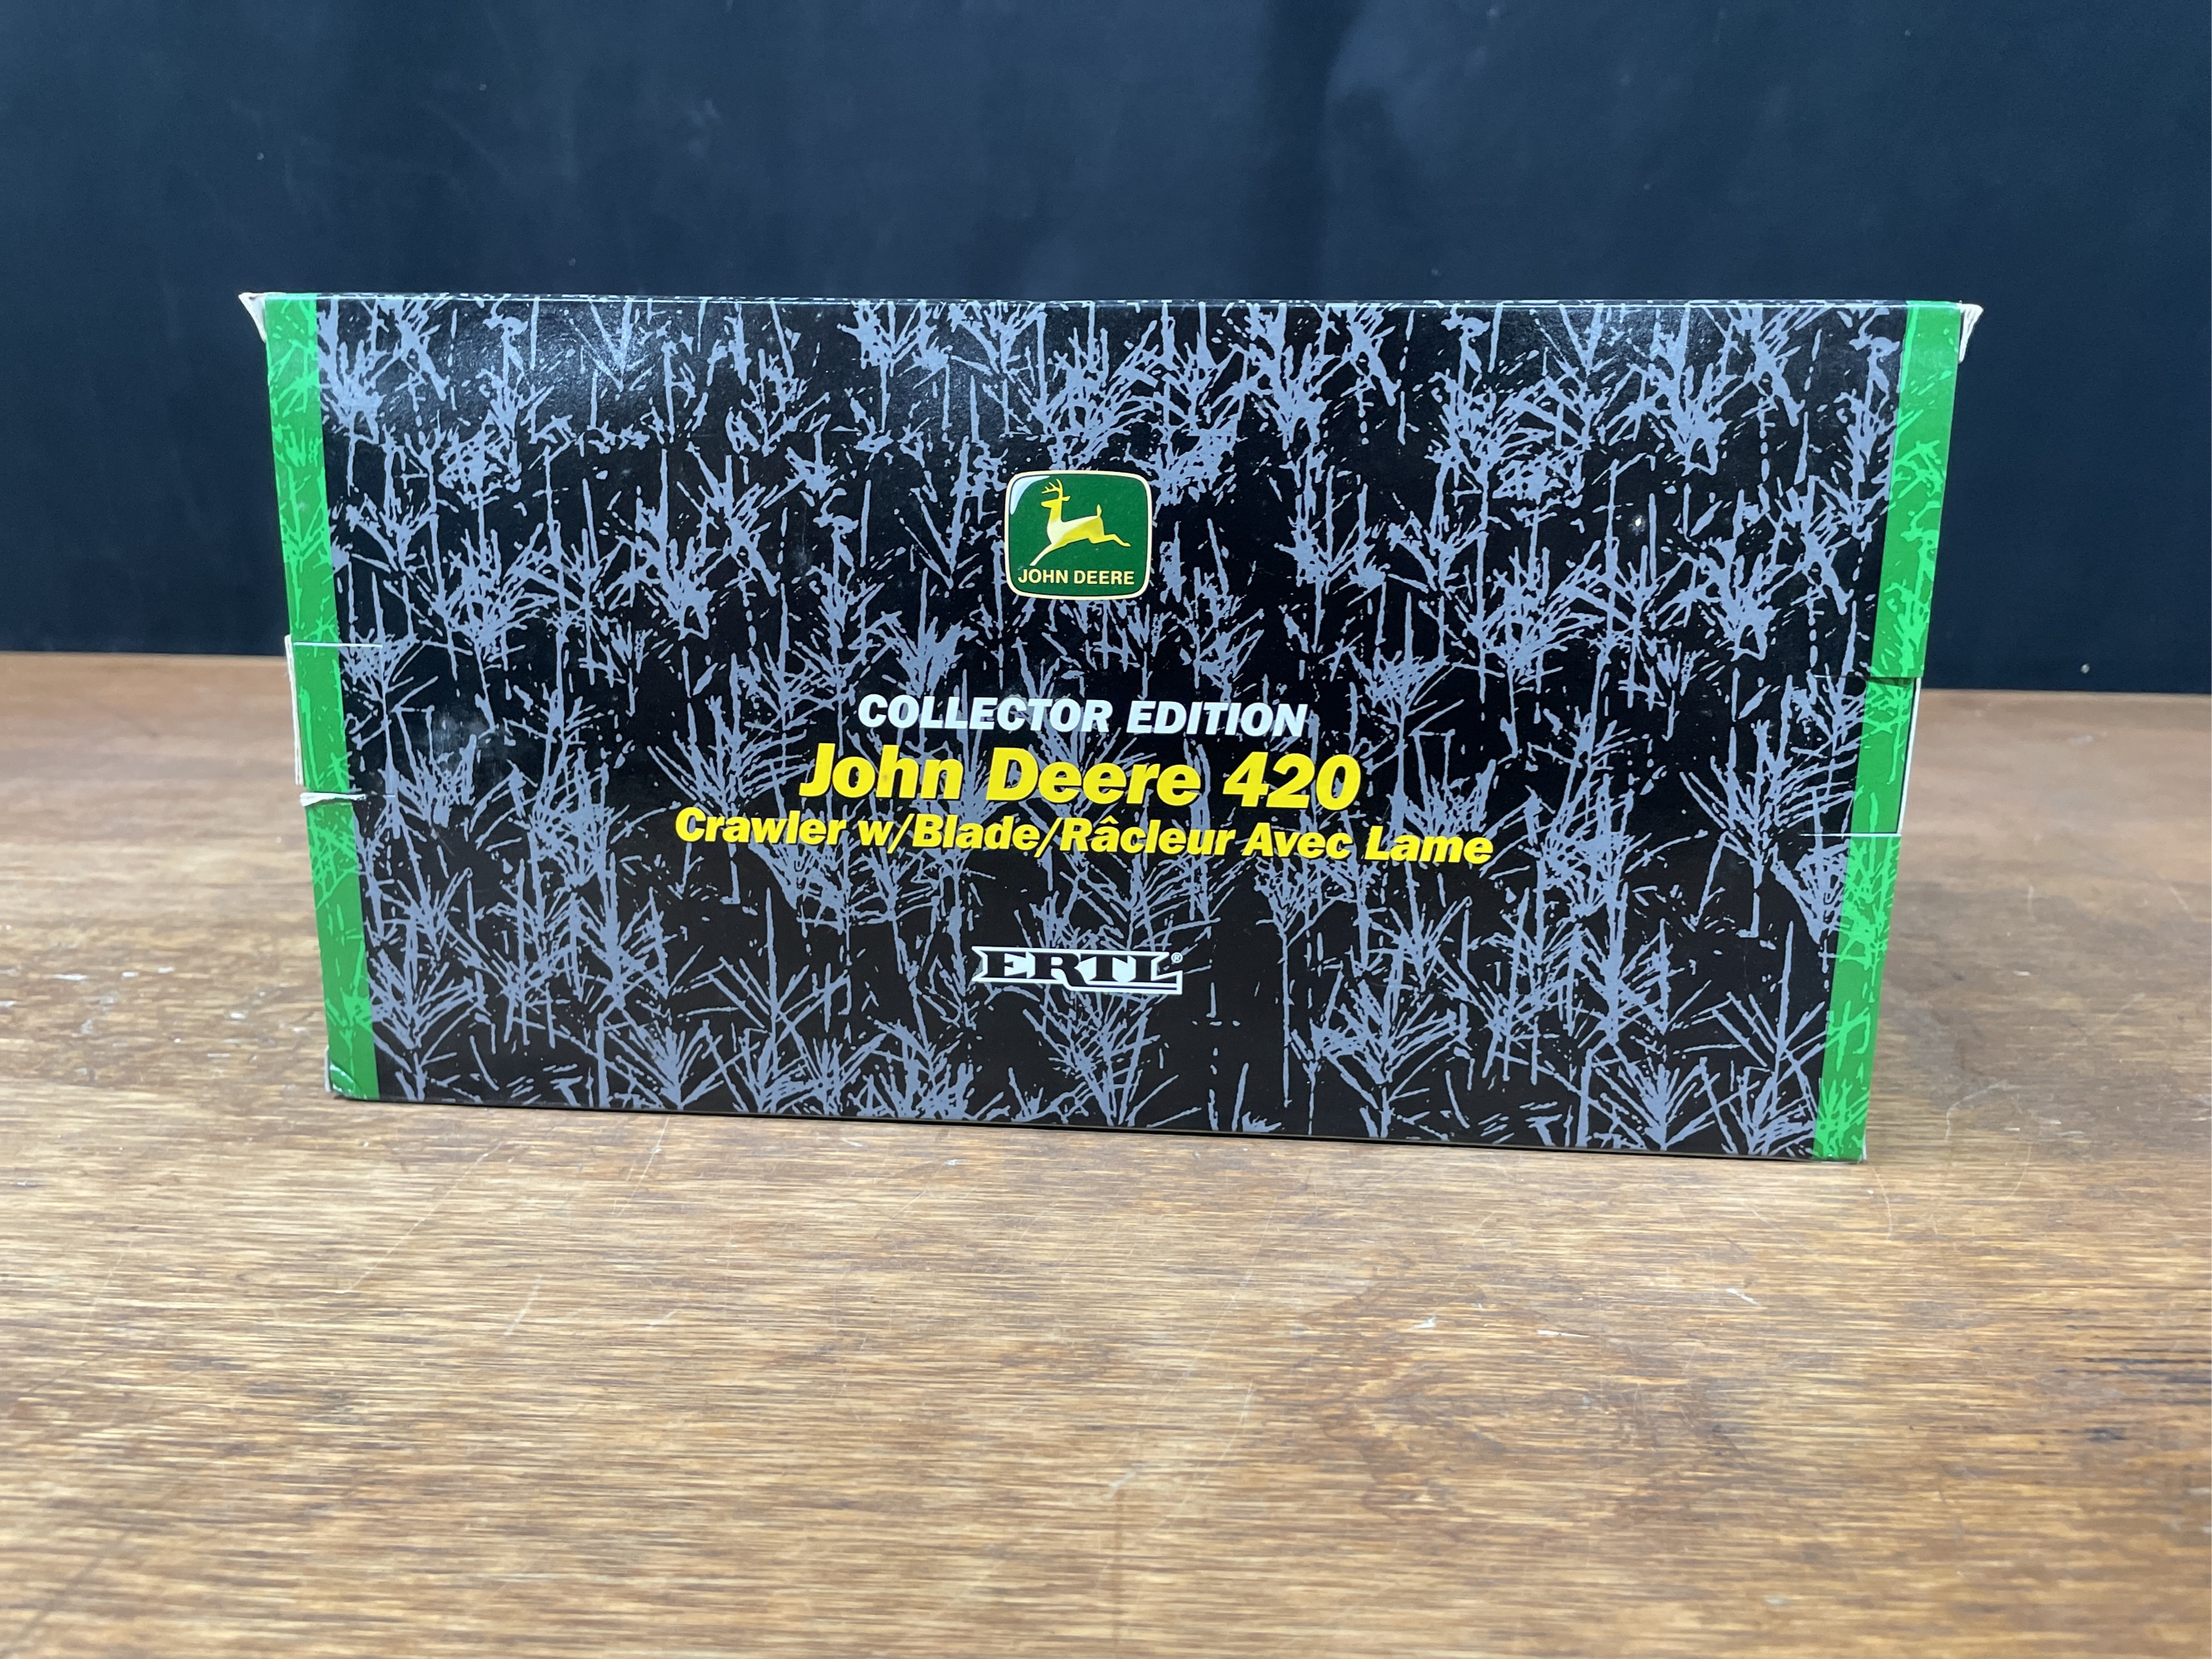 JOHN DEERE
COLLECTOR EDITION
John Deere 420
Crawler w/Blade/Râcleur Avec Lame
ERTL®